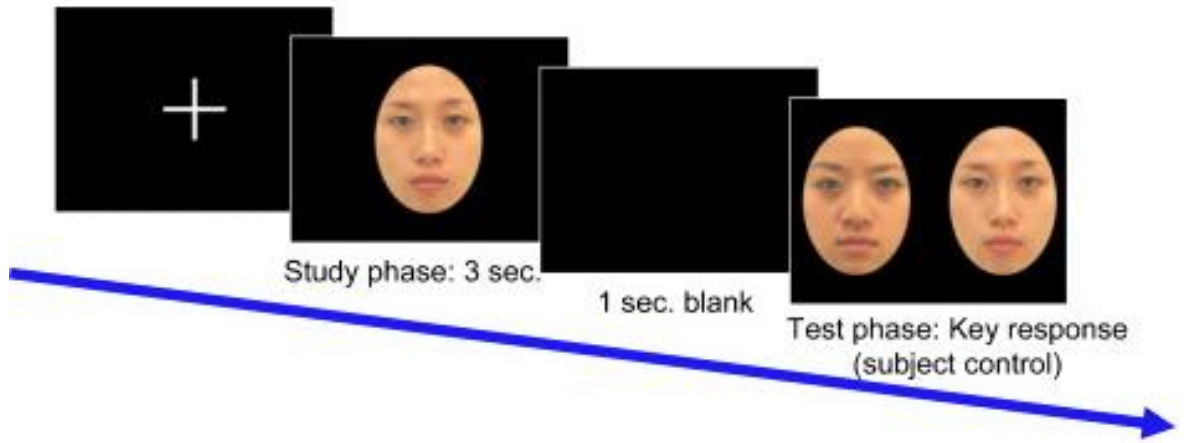 Study phase: 3 sec.
1 sec. blank
Test phase: Key response
(subject control)